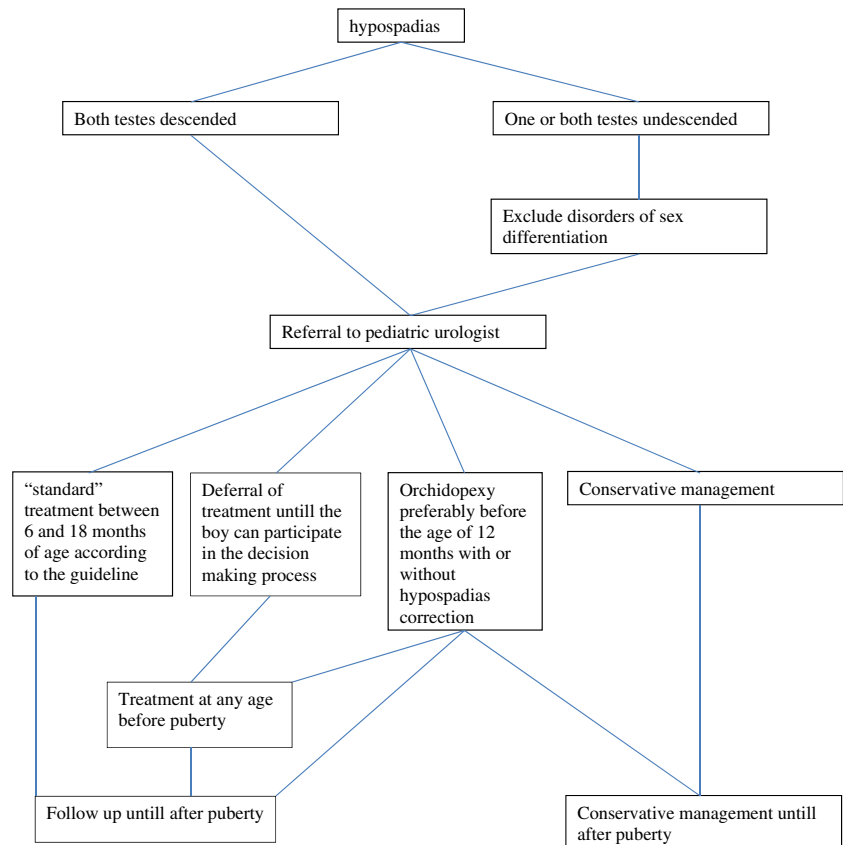 hypospadias
Both testes descended
One or both testes undescended
Exclude disorders of sex
differentiation
Referral to pediatric urologist
“standard”
treatment between
6 and 18 months
of age according
to the guideline
Deferral of
treatment untill the
boy can participate
in the decision
making process
Orchidopexy
preferably before
the age of 12
months with or
without
hypospadias
correction
Conservative management
Treatment at any age
before puberty
Follow up untill after puberty
Conservative management untill
after puberty